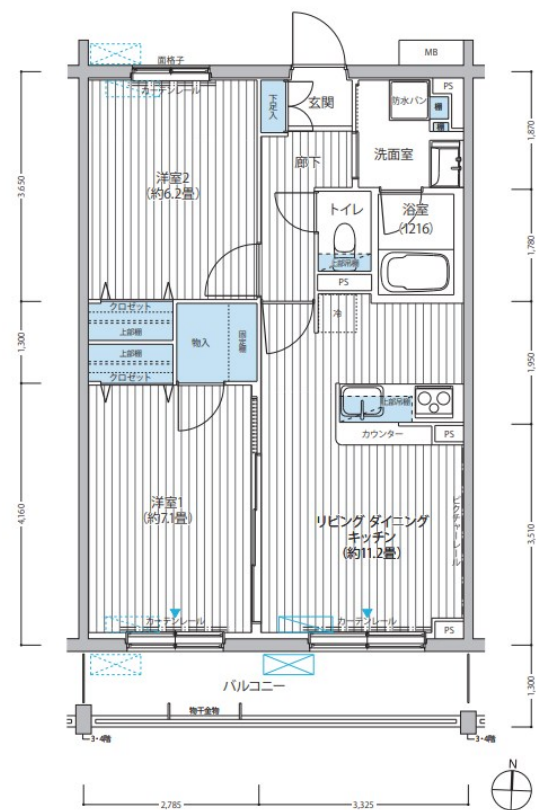 MB
面格子
カーテンレール
下足入
玄関
防水パン
PS
棚
棚
廊下
洗面室
洋室2
(約6.2畳)
トイレ
浴室
(1216)
上部吊棚
PS
クロゼット
上部棚
物入
固定棚
冷
上部棚
クロゼット
上部吊棚
カウンター
PS
洋室1
(約7.1畳)
リビング ダイニング
キッチン
(約11.2畳)
ピクチャーレール
カーテンレール
カーテンレール
PS
バルコニー
物干金物
3・4階
3・4階
3,650
1,300
4,160
1,870
1,780
1,950
3,510
1,300
2,785
3,325
N